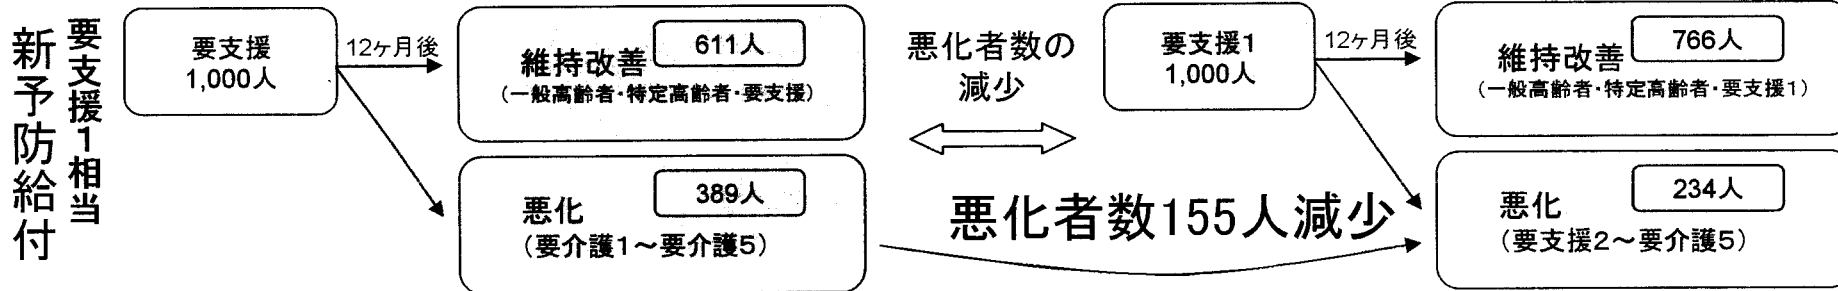 新予防給付
要支援1相当
要支援
1,000人
12ヶ月後
維持改善
611人
(一般高齢者・特定高齢者・要支援)
悪化
389人
(要介護1～要介護5)
悪化者数の
減少
悪化者数155人減少
要支援1
1,000人
12ヶ月後
維持改善
766人
(一般高齢者・特定高齢者・要支援1)
悪化
234人
(要支援2～要介護5)